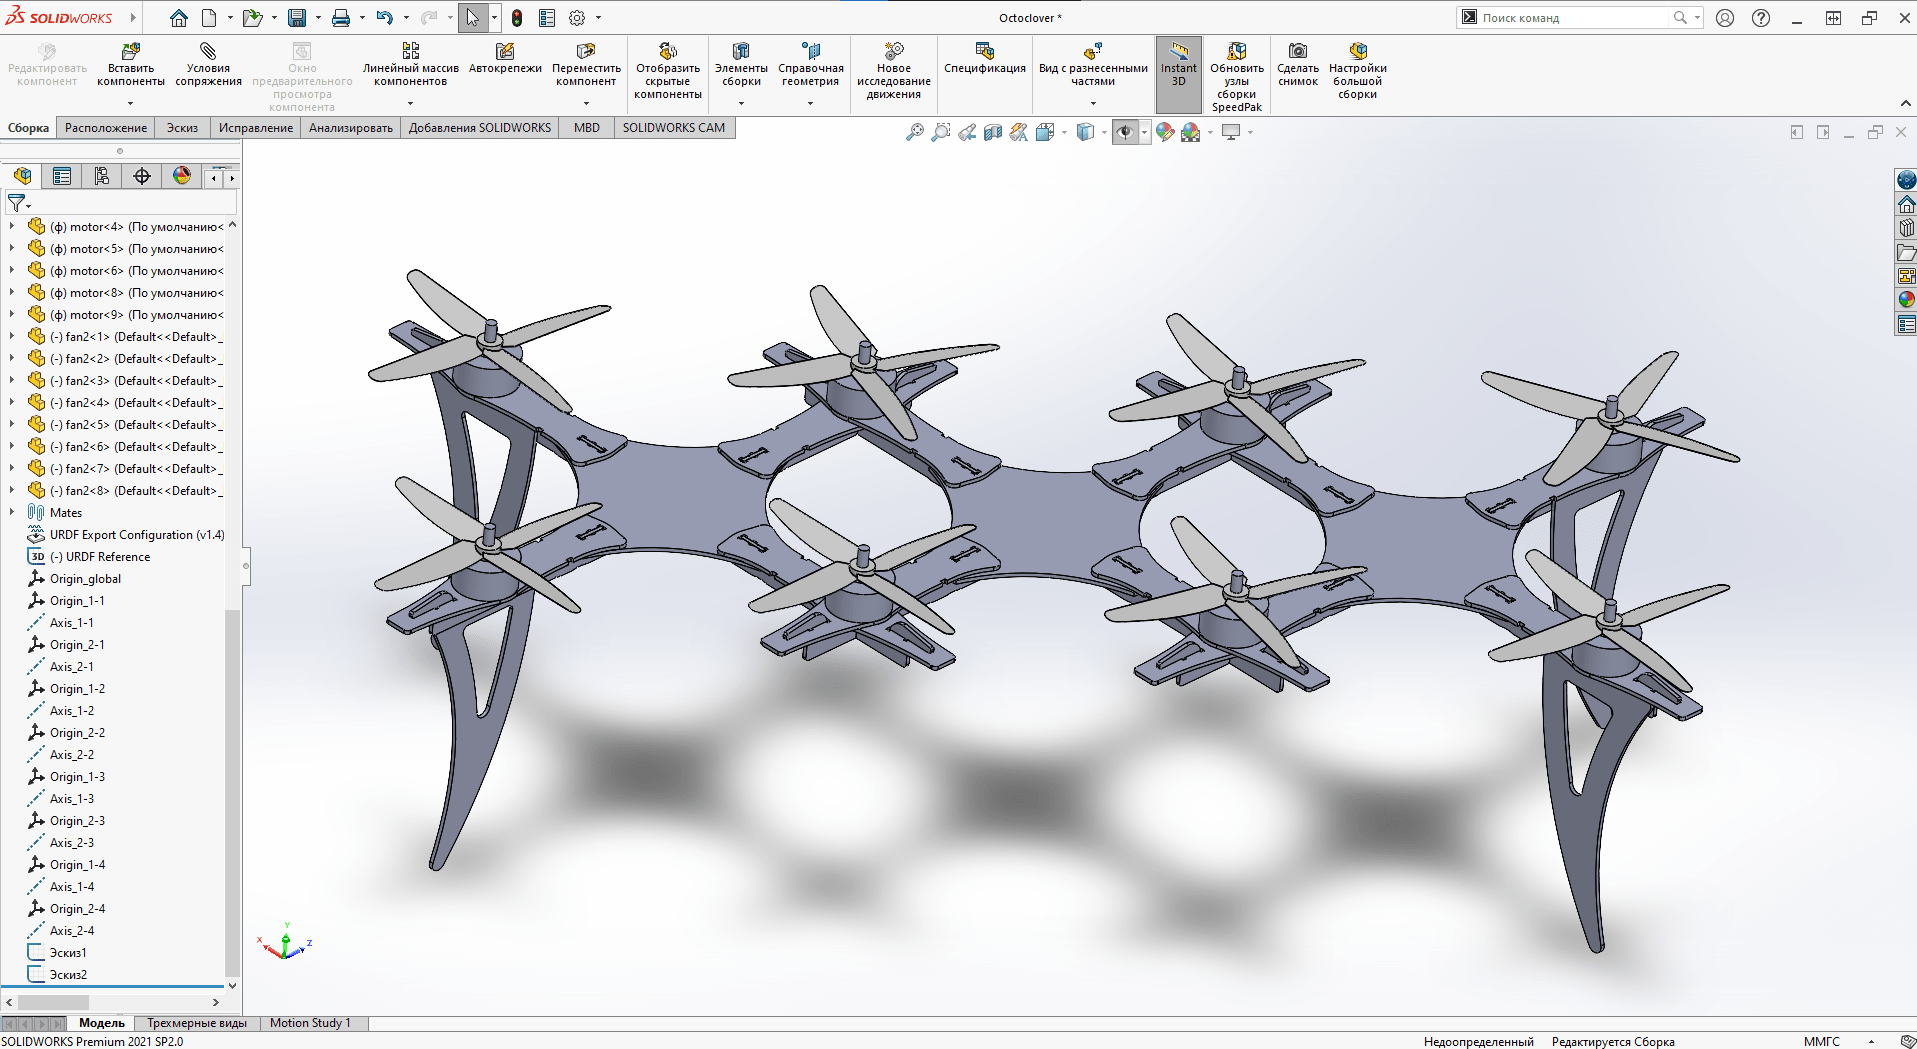 SOLIDWORKS
Octoclover *
Поиск команд
Редактировать компонент
Вставить компоненты
Условия сопряжения
Окно предварительного просмотра компонента
Линейный массив компонентов
Автокрепежи
Переместить компонент
Отобразить скрытые компоненты
Элементы сборки
Справочная геометрия
Новое исследование движения
Спецификация
Вид с разнесенными частями
Instant 3D
Обновить узлы сборки SpeedPak
Сделать снимок
Настройки большой сборки
Сборка
Расположение
Эскиз
Исправление
Анализировать
Добавления SOLIDWORKS
MBD
SOLIDWORKS CAM
(ф) motor<4> (По умолчанию<
(ф) motor<5> (По умолчанию<
(ф) motor<6> (По умолчанию<
(ф) motor<8> (По умолчанию<
(ф) motor<9> (По умолчанию<
(-) fan2<1> (Default<<Default>_
(-) fan2<2> (Default<<Default>_
(-) fan2<3> (Default<<Default>_
(-) fan2<4> (Default<<Default>_
(-) fan2<5> (Default<<Default>_
(-) fan2<6> (Default<<Default>_
(-) fan2<7> (Default<<Default>_
(-) fan2<8> (Default<<Default>_
Mates
URDF Export Configuration (v1.4)
3D (-) URDF Reference
Origin_global
Origin_1-1
Axis_1-1
Origin_2-1
Axis_2-1
Origin_1-2
Axis_1-2
Origin_2-2
Axis_2-2
Origin_1-3
Axis_1-3
Origin_2-3
Axis_2-3
Origin_1-4
Axis_1-4
Origin_2-4
Axis_2-4
Эскиз1
Эскиз2
X
Y
Z
Модель
Трехмерные виды
Motion Study 1
SOLIDWORKS Premium 2021 SP2.0
Недоопределенный
Редактируется Сборка
ММГС